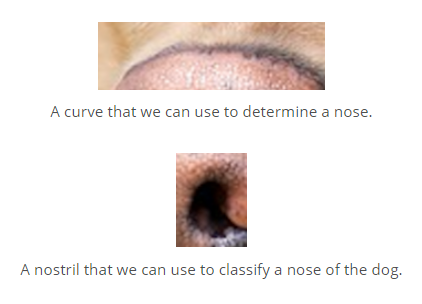 A curve that we can use to determine a nose.
A nostril that we can use to classify a nose of the dog.